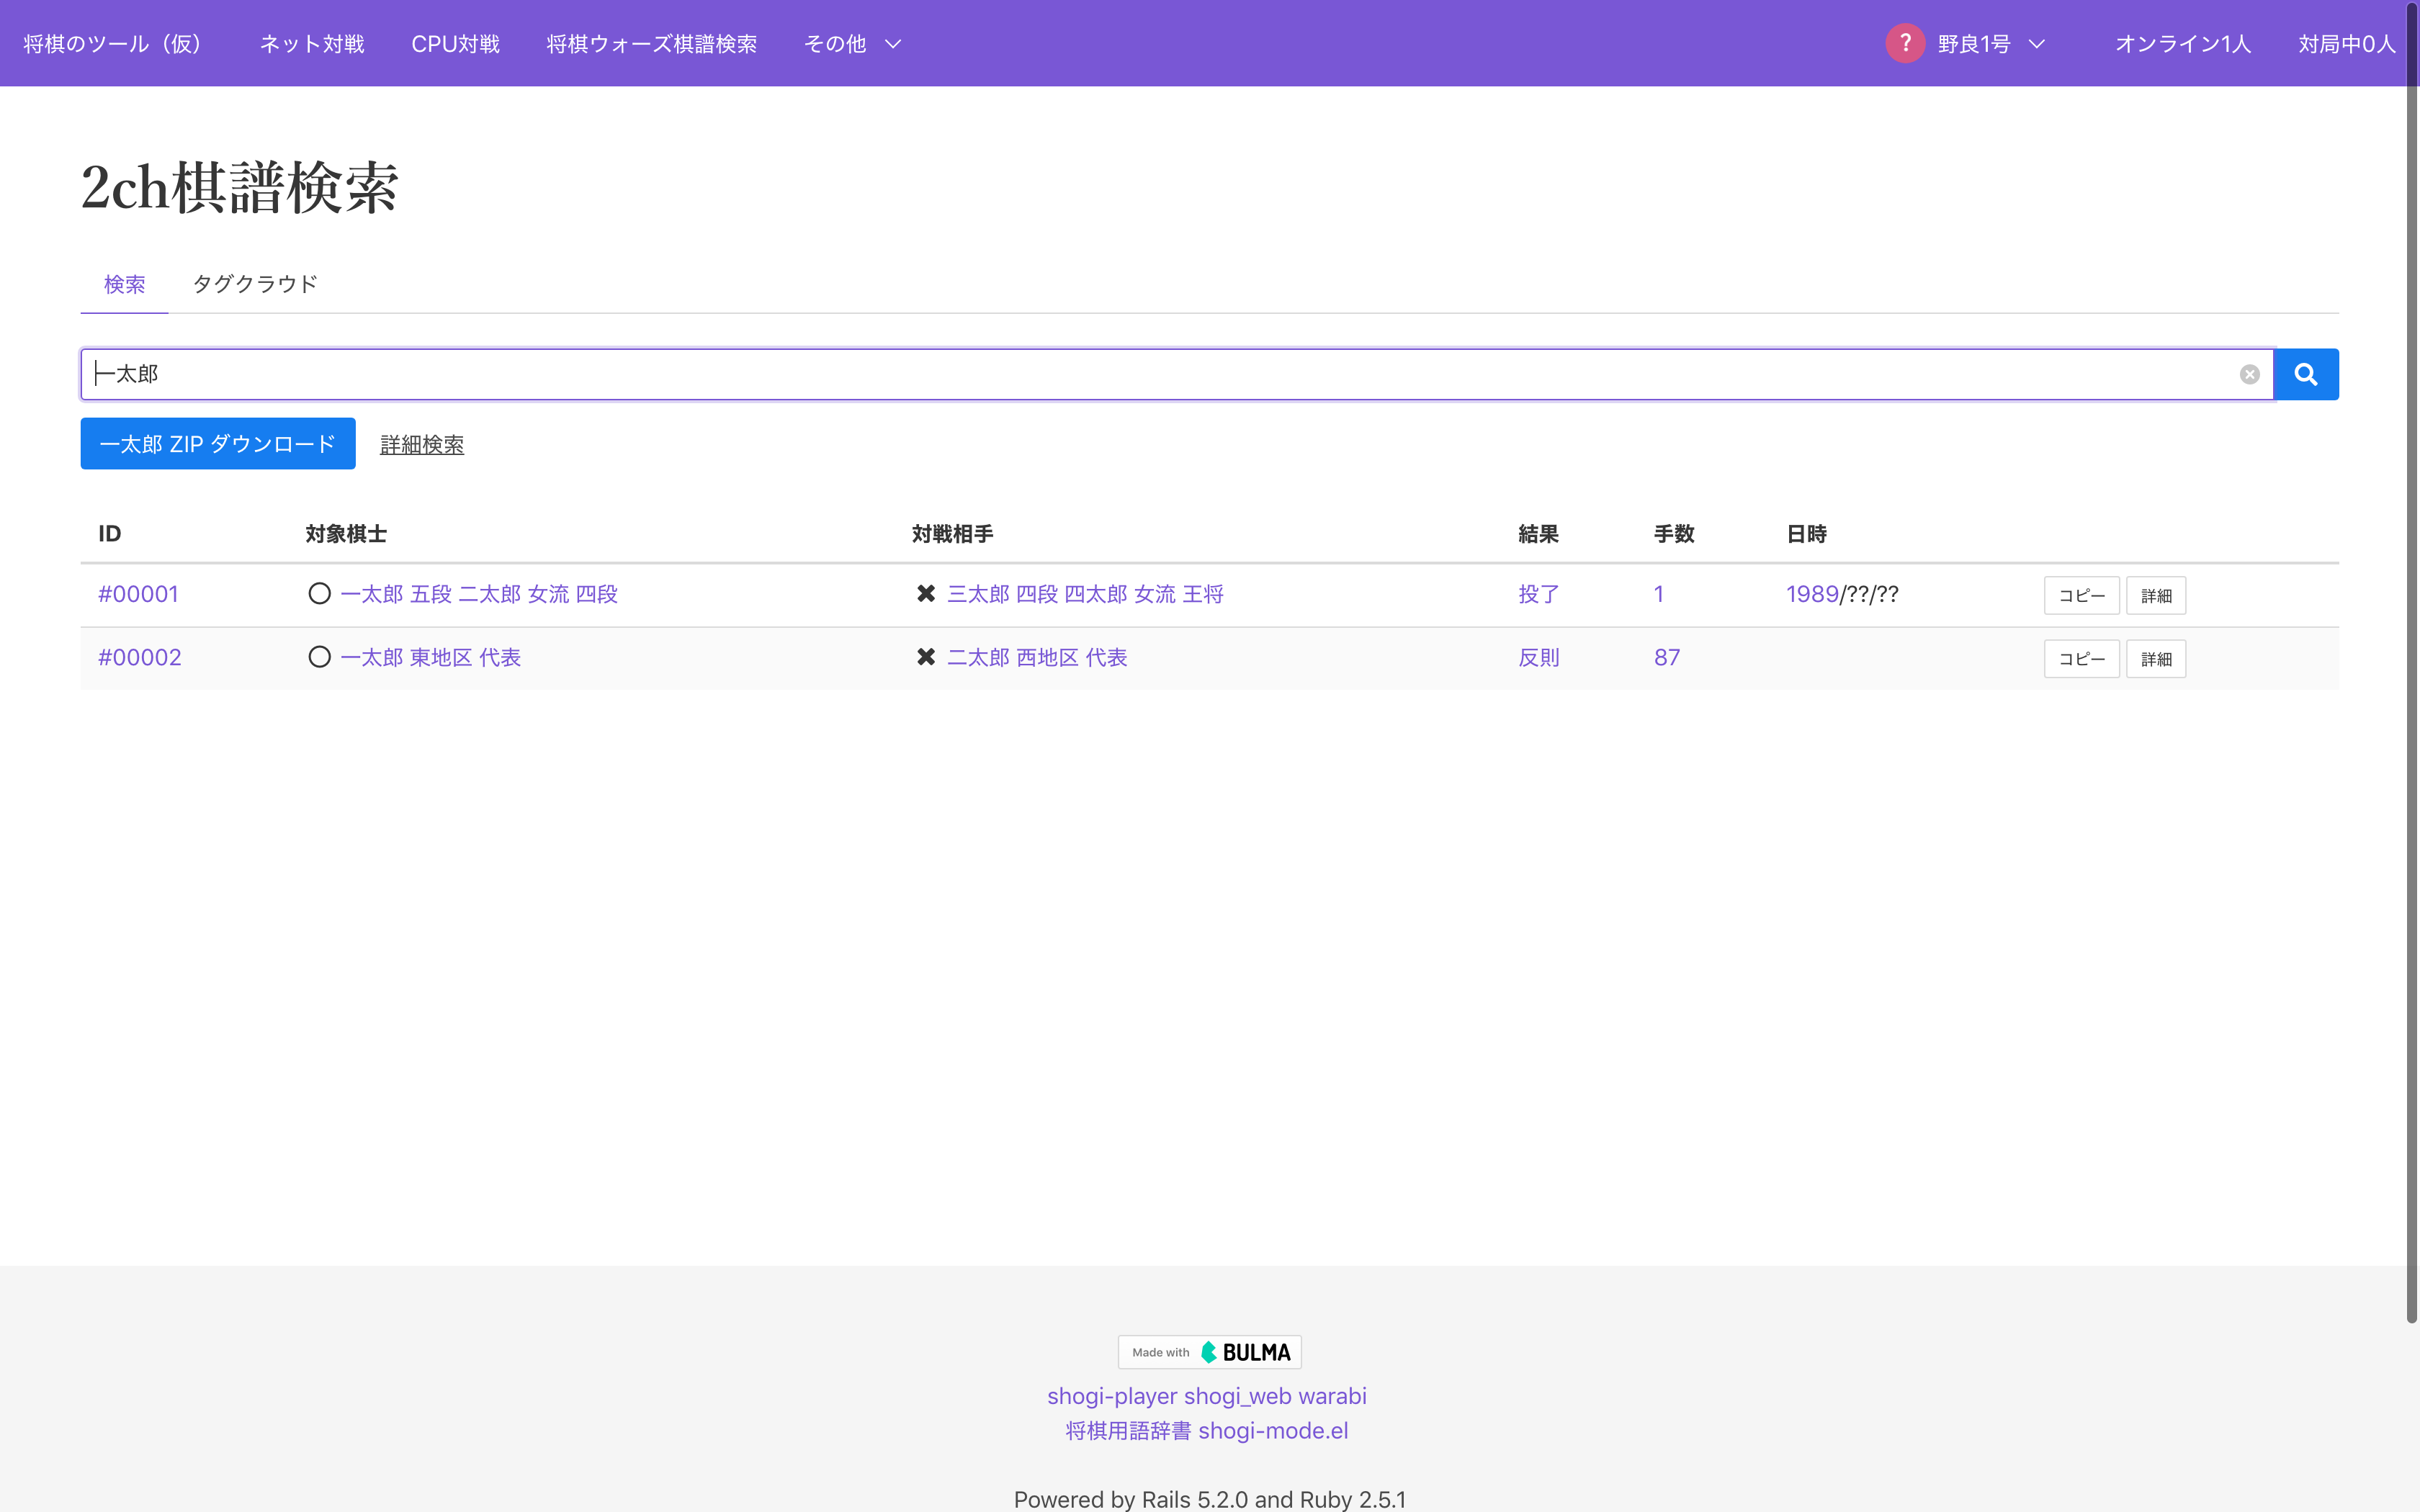 将棋のツール（仮） ネット対戦 CPU対戦 将棋ウォーズ棋譜検索 その他 ? 野良1号 オンライン1人 対局中0人
2ch棋譜検索
検索 タグクラウド
一太郎
一太郎 ZIP ダウンロード 詳細検索
ID 対象棋士 対戦相手 結果 手数 日時
#00001 一太郎 五段 二太郎 女流 四段 三太郎 四段 四太郎 女流 王将 投了 1 1989/??/?? コピー 詳細
#00002 一太郎 東地区 代表 二太郎 西地区 代表 反則 87 コピー 詳細
Made with BULMA
shogi-player shogi_web warabi
将棋用語辞書 shogi-mode.el
Powered by Rails 5.2.0 and Ruby 2.5.1